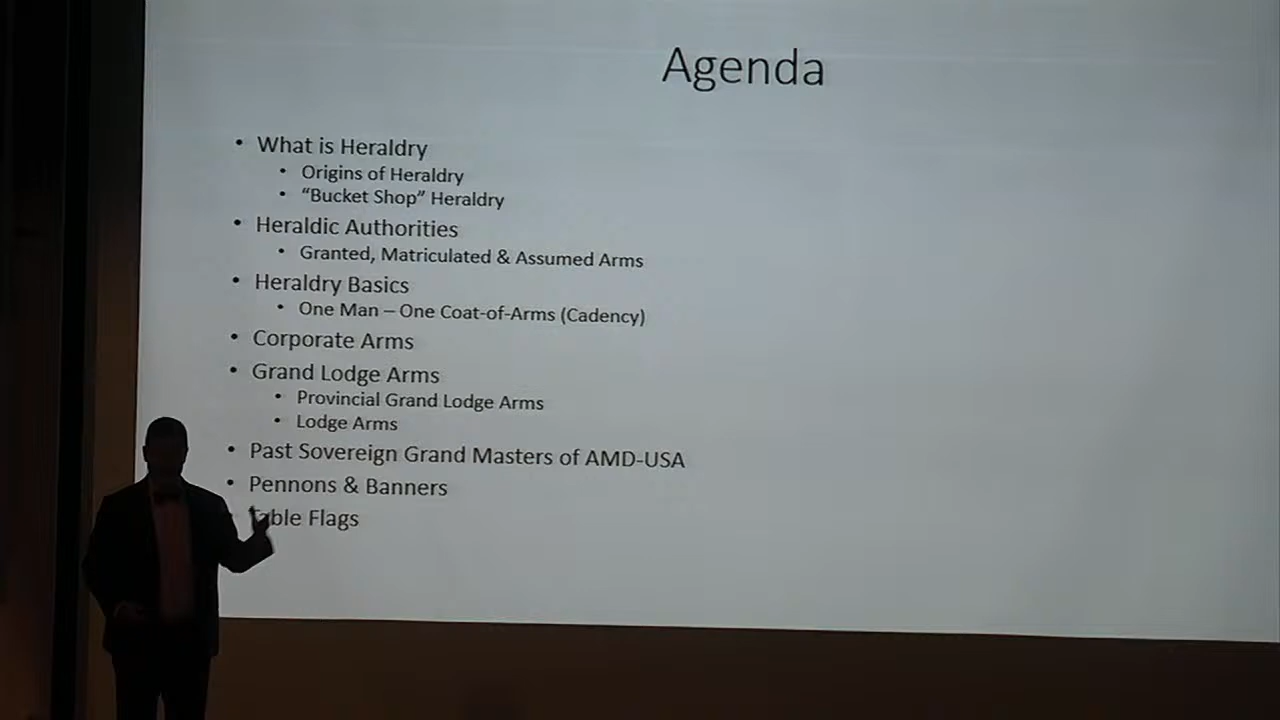 Agenda
• What is Heraldry
• Origins of Heraldry
• “Bucket Shop” Heraldry
• Heraldic Authorities
• Granted, Matriculated & Assumed Arms
• Heraldry Basics
• One Man – One Coat-of-Arms (Cadency)
• Corporate Arms
• Grand Lodge Arms
• Provincial Grand Lodge Arms
• Lodge Arms
• Past Sovereign Grand Masters of AMD-USA
• Pennons & Banners
• Table Flags